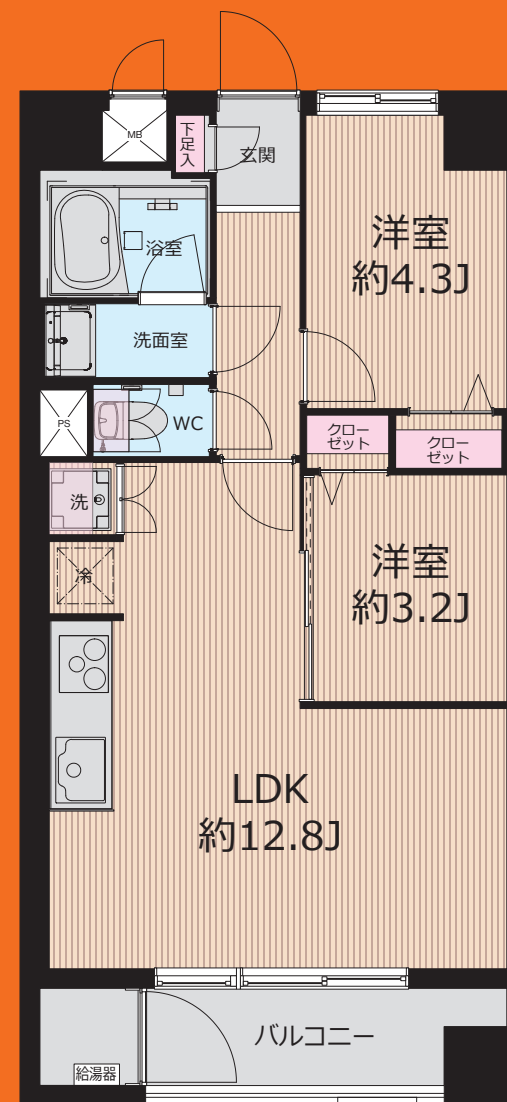 MB
下足入
玄関
洋室
約4.3J
浴室
洗面室
PS
WC
クローゼット
クローゼット
洗
冷
洋室
約3.2J
LDK
約12.8J
バルコニー
給湯器